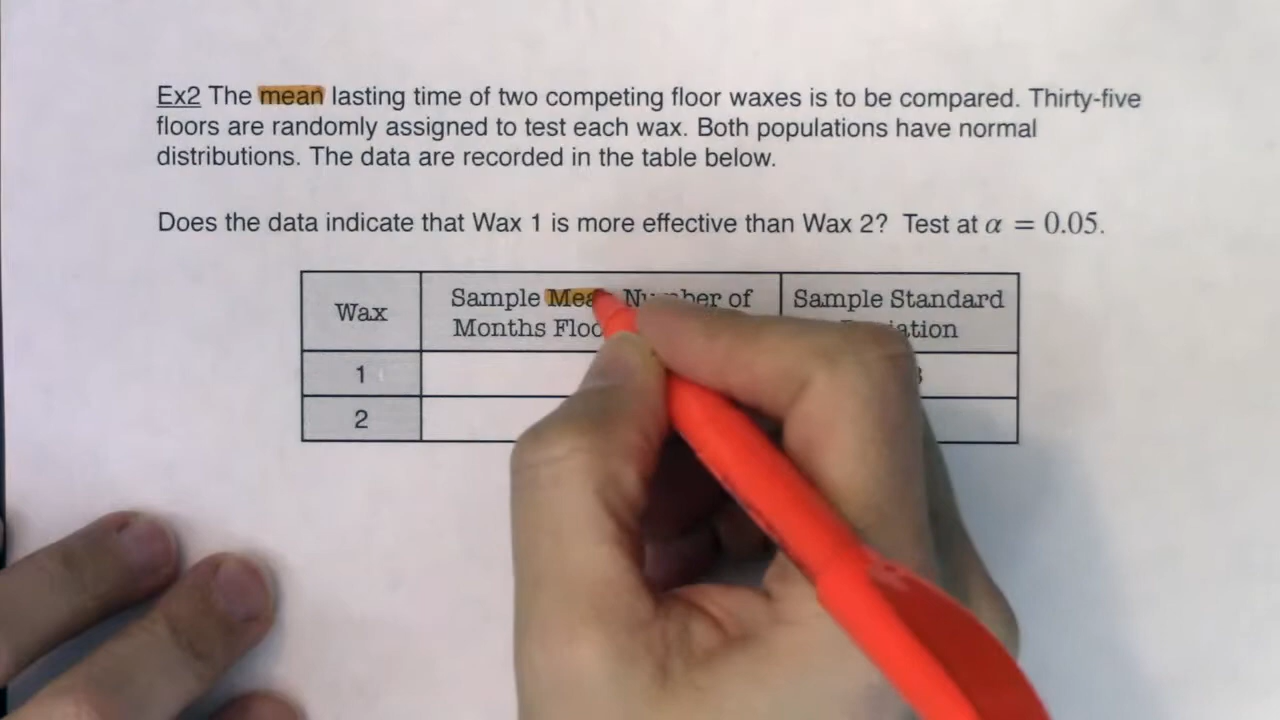 Ex2 The mean lasting time of two competing floor waxes is to be compared. Thirty-five
floors are randomly assigned to test each wax. Both populations have normal
distributions. The data are recorded in the table below.
Does the data indicate that Wax 1 is more effective than Wax 2? Test at α = 0.05.
Wax
Sample of
Months
Sample Standard
1
2